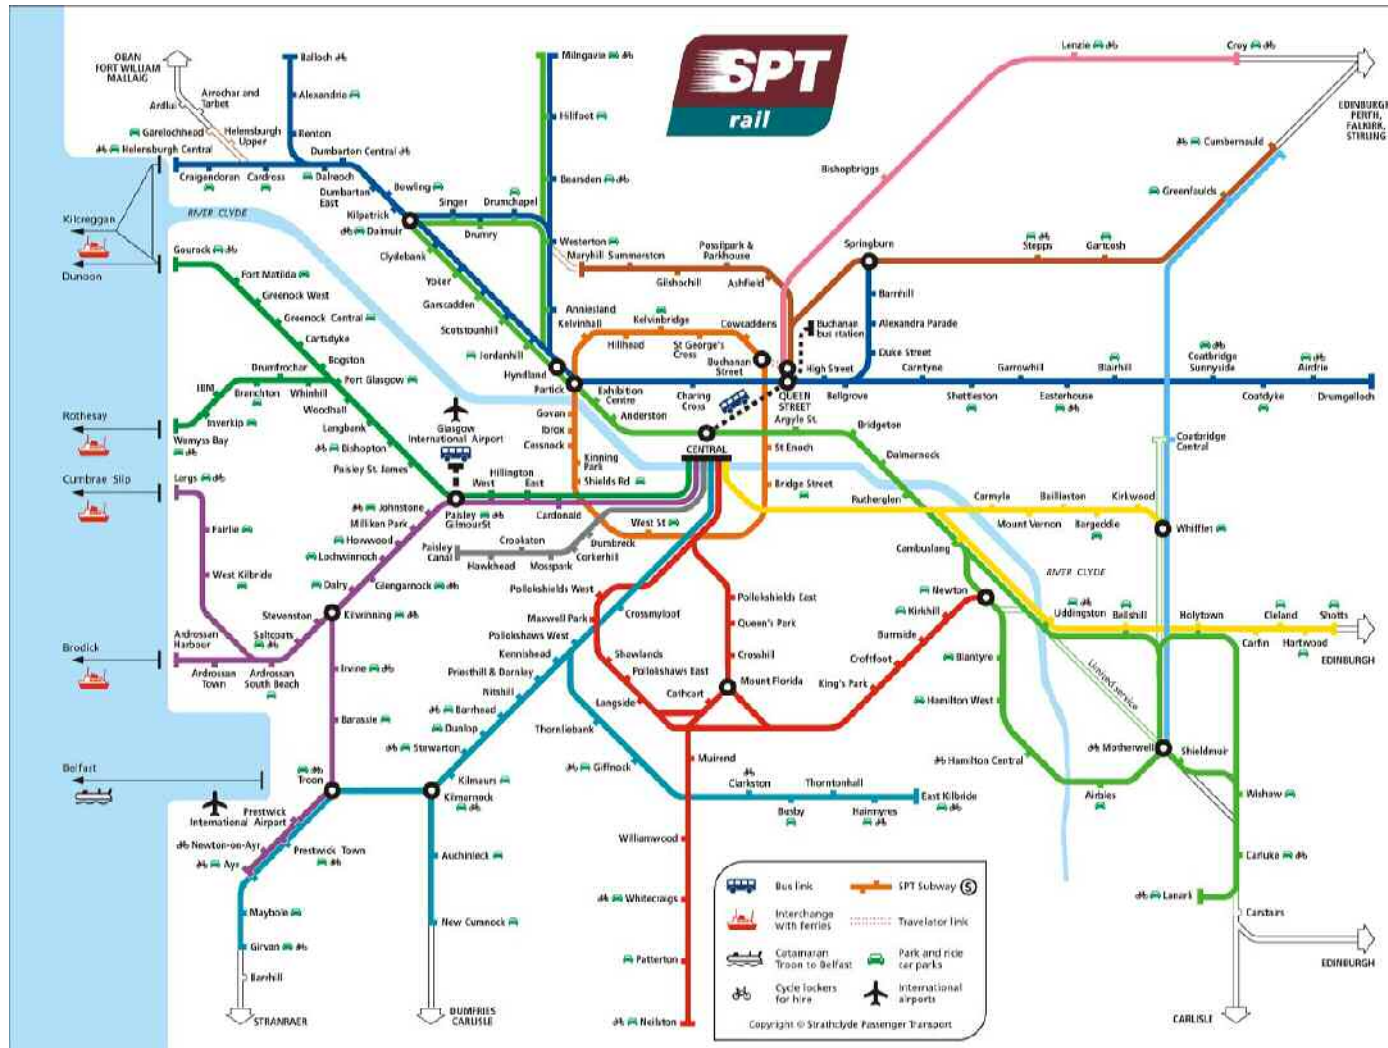 SPT
rail
OBAN
FORT WILLIAM
MALLAIG
Arrochar and
Tarbet
Ardlui
Garelochhead
Helensburgh
Upper
Helensburgh Central
Craigendoran
Cardross
Dalreoch
Balloch
Alexandria
Renton
Dumbarton Central
Dumbarton
East
Bowling
Kilpatrick
Dalmuir
Singer
Drumchapel
Drumry
Clydebank
Yoker
Garscadden
Scotstounhill
Jordanhill
Hyndland
Partick
Milngavie
Hillfoot
Bearsden
Westerton
Anniesland
Maryhill
Summerston
Gilshochill
Possilpark &
Parkhouse
Ashfield
Lenzie
Croy
Bishopbriggs
EDINBURGH
PERTH,
FALKIRK,
STIRLING
Cumbernauld
Greenfaulds
Springburn
Stepps
Gartcosh
Barnhill
Alexandra Parade
Duke Street
Buchanan
bus station
Kelvinhall
Hillhead
Kelvinbridge
St George's
Cross
Cowcaddens
Buchanan
Street
QUEEN
STREET
High Street
Bellgrove
Carntyne
Shettleston
Garrowhill
Easterhouse
Blairhill
Coatbridge
Sunnyside
Coatdyke
Airdrie
Drumgelloch
Charing
Cross
Exhibition
Centre
Anderston
CENTRAL
Argyle St.
St Enoch
Bridge Street
West St
Shields Rd
Kinning
Park
Cessnock
Ibrox
Govan
Bridgeton
Dalmarnock
Rutherglen
Cambuslang
Newton
Kirkhill
Burnside
Croftfoot
King's Park
Carmyle
Mount Vernon
Baillieston
Bargeddie
Kirkwood
Whifflet
Coatbridge
Central
RIVER CLYDE
RIVER CLYDE
Uddingston
Bellshill
Holytown
Carfin
Cleland
Hartwood
Shotts
EDINBURGH
Limited service
Blantyre
Hamilton West
Hamilton Central
Airbles
Motherwell
Shieldmuir
Wishaw
Carluke
Lanark
Carstairs
EDINBURGH
CARLISLE
Kilcreggan
Dunoon
Gourock
Fort Matilda
Greenock West
Greenock Central
Cartsdyke
Bogston
Port Glasgow
Drumfrochar
Whinhill
Branchton
IBM
Inverkip
Wemyss Bay
Rothesay
Woodhall
Langbank
Bishopton
Paisley St. James
Glasgow
International Airport
Paisley
GilmourSt
Hillington
West
East
Cardonald
Paisley
Canal
Hawkhead
Crookston
Mosspark
Corkerhill
Dumbreck
Cumbrae Slip
Largs
Fairlie
West Kilbride
Johnstone
Milliken Park
Howwood
Lochwinnoch
Glengarnock
Dalry
Kilwinning
Stevenston
Saltcoats
Ardrossan
South Beach
Ardrossan
Town
Ardrossan
Harbour
Brodick
Irvine
Barassie
Troon
Belfast
Prestwick
International Airport
Prestwick Town
Newton-on-Ayr
Ayr
Maybole
Girvan
Barrhill
STRANRAER
Kilmarnock
Kilmaurs
Stewarton
Dunlop
Barrhead
Nitshill
Priesthill & Darnley
Kennishead
Pollokshaws West
Crossmyloof
Auchinleck
New Cumnock
DUMFRIES
CARLISLE
Thornliebank
Giffnock
Clarkston
Busby
Thorntonhall
Hairmyres
East Kilbride
Pollokshields West
Maxwell Park
Shawlands
Pollokshaws East
Langside
Cathcart
Pollokshields East
Queen's Park
Crosshill
Mount Florida
Muirend
Williamwood
Whitecraigs
Patterton
Neilston
Bus link
SPT Subway S
Interchange
with ferries
Travelator link
Catamaran
Troon to Belfast
Park and ride
car parks
Cycle lockers
for hire
International
airports
Copyright © Strathclyde Passenger Transport